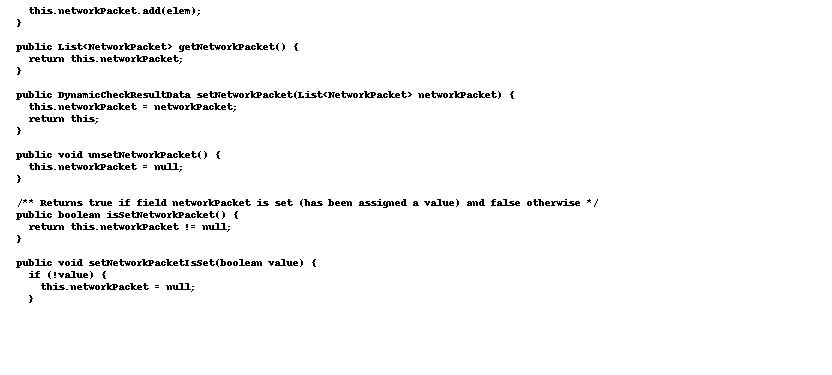 this.networkPacket.add(elem);
  }

  public List<NetworkPacket> getNetworkPacket() {
    return this.networkPacket;
  }

  public DynamicCheckResultData setNetworkPacket(List<NetworkPacket> networkPacket) {
    this.networkPacket = networkPacket;
    return this;
  }

  public void unsetNetworkPacket() {
    this.networkPacket = null;
  }

  /** Returns true if field networkPacket is set (has been assigned a value) and false otherwise */
  public boolean isSetNetworkPacket() {
    return this.networkPacket != null;
  }

  public void setNetworkPacketIsSet(boolean value) {
    if (!value) {
      this.networkPacket = null;
    }